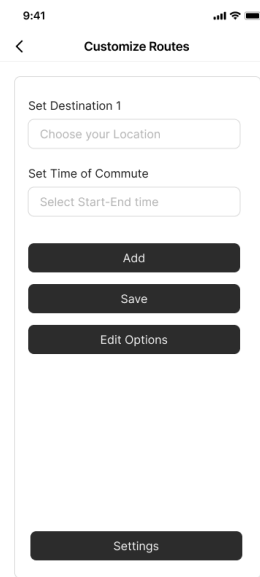 9:41
Customize Routes
Set Destination 1
Choose your Location
Set Time of Commute
Select Start-End time
Add
Save
Edit Options
Settings